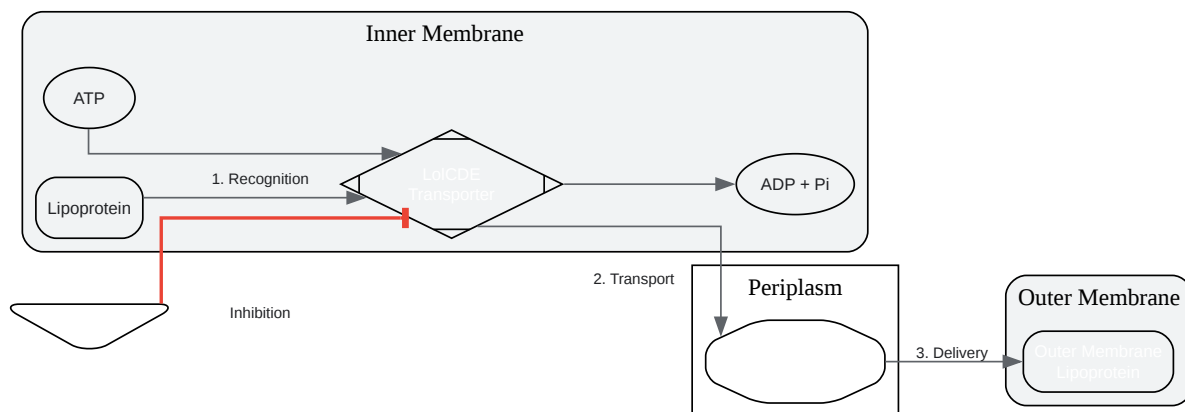 Inner Membrane
ATP
1. Recognition
LolCDE
Transporter
ADP + Pi
Lipoprotein
2. Transport
Inhibition
Periplasm
Outer Membrane
3. Delivery
Outer Membrane
Lipoprotein